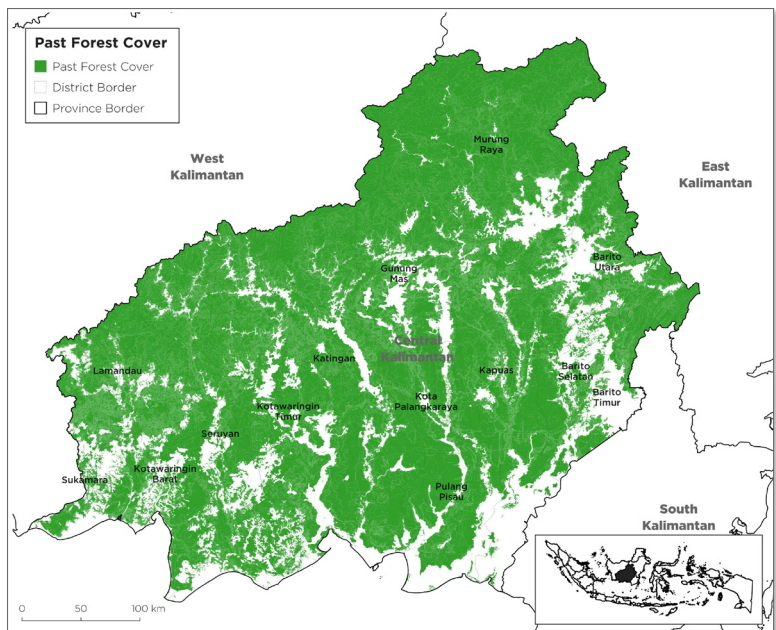 Past Forest Cover
Past Forest Cover
District Border
Province Border
West
Kalimantan
East
Kalimantan
Murung
Raya
Barito
Utara
Gunung
Mas
Central
Kalimantan
Katingan
Kapuas
Lamandau
Barito
Selatan
Barito
Timur
Kota
Palangkaraya
Kotawaringin
Timur
Seruyan
Sukamara
Kotawaringin
Barat
Pulang
Pisau
South
Kalimantan
0 50 100 km